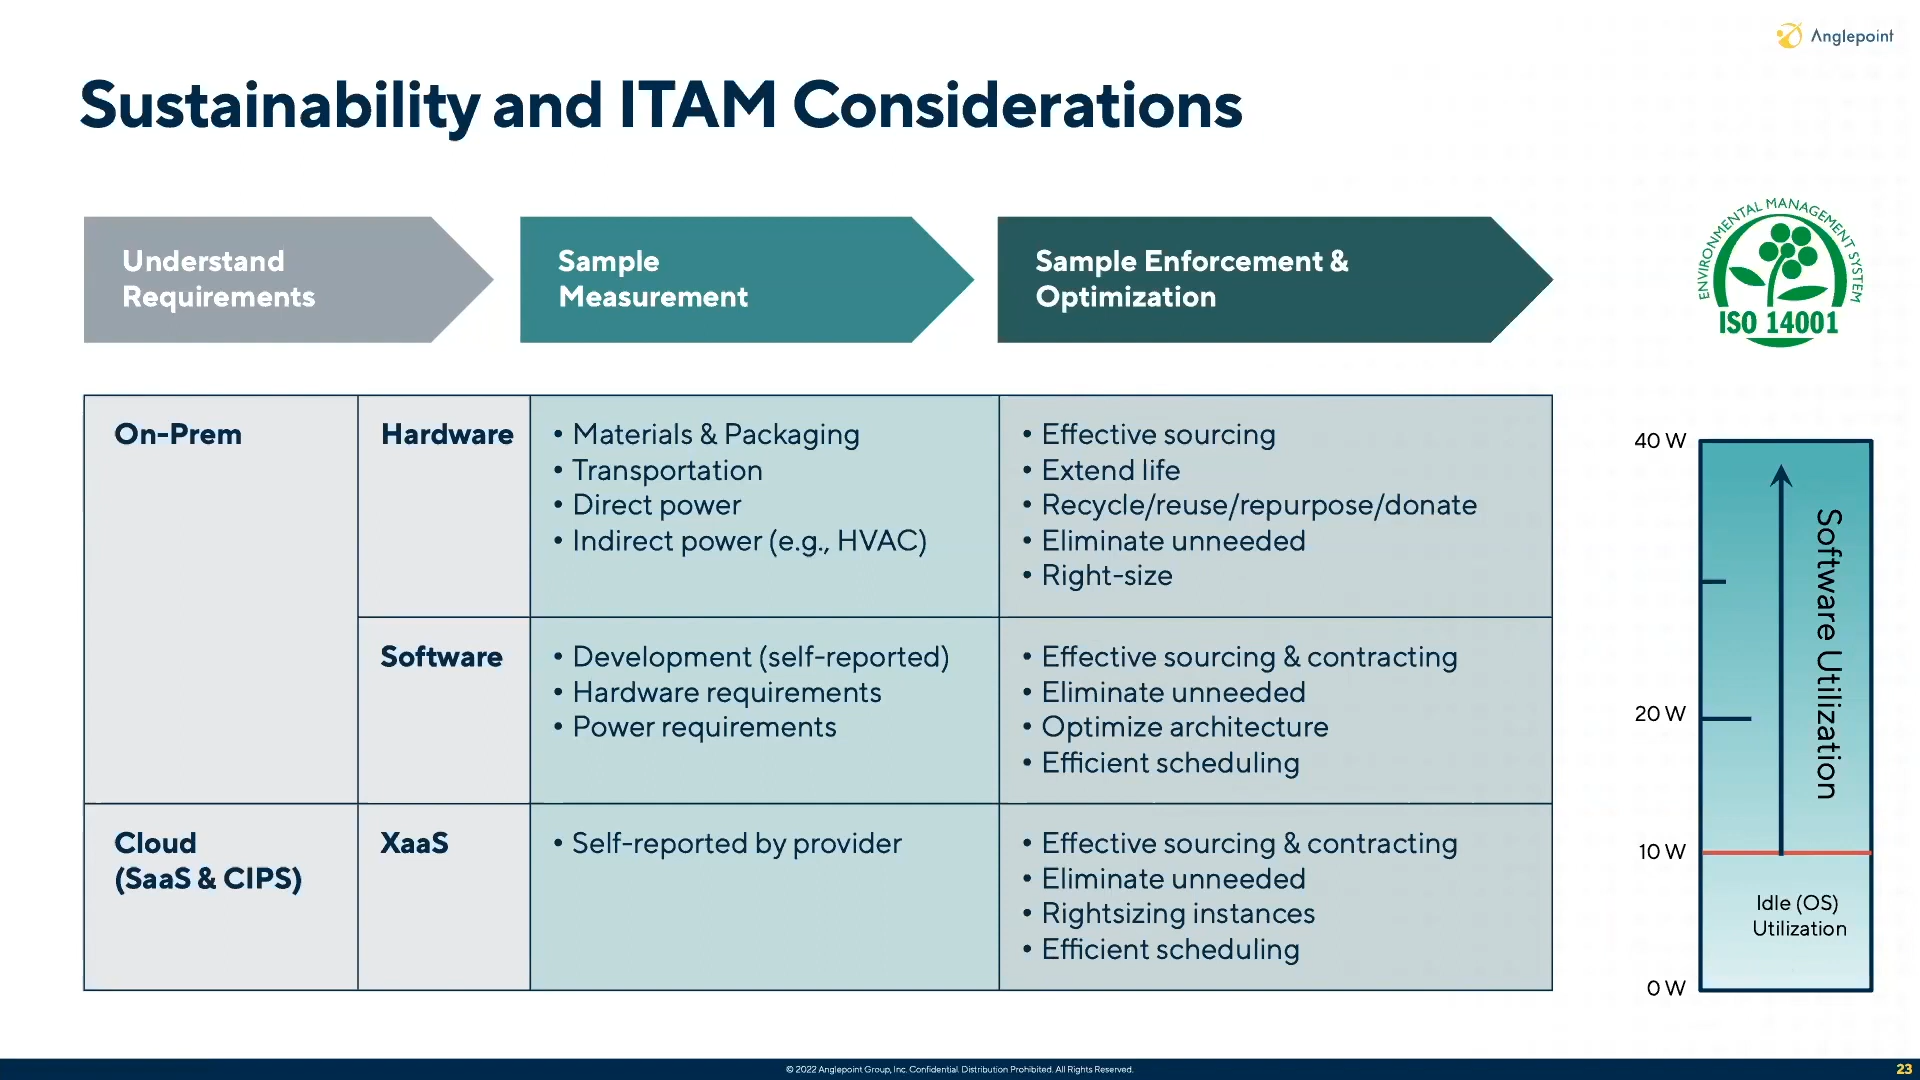 Anglepoint
Sustainability and ITAM Considerations
Understand
Requirements
Sample
Measurement
Sample Enforcement &
Optimization
ENVIRONMENTAL MANAGEMENT SYSTEM
ISO 14001
On-Prem
Hardware
• Materials & Packaging
• Transportation
• Direct power
• Indirect power (e.g., HVAC)
• Effective sourcing
• Extend life
• Recycle/reuse/repurpose/donate
• Eliminate unneeded
• Right-size
Software
• Development (self-reported)
• Hardware requirements
• Power requirements
• Effective sourcing & contracting
• Eliminate unneeded
• Optimize architecture
• Efficient scheduling
Cloud
(SaaS & CIPS)
XaaS
• Self-reported by provider
• Effective sourcing & contracting
• Eliminate unneeded
• Rightsizing instances
• Efficient scheduling
40 W
20 W
10 W
0 W
Software Utilization
Idle (OS)
Utilization
© 2022 Anglepoint Group, Inc. Confidential. Distribution Prohibited. All Rights Reserved.
23